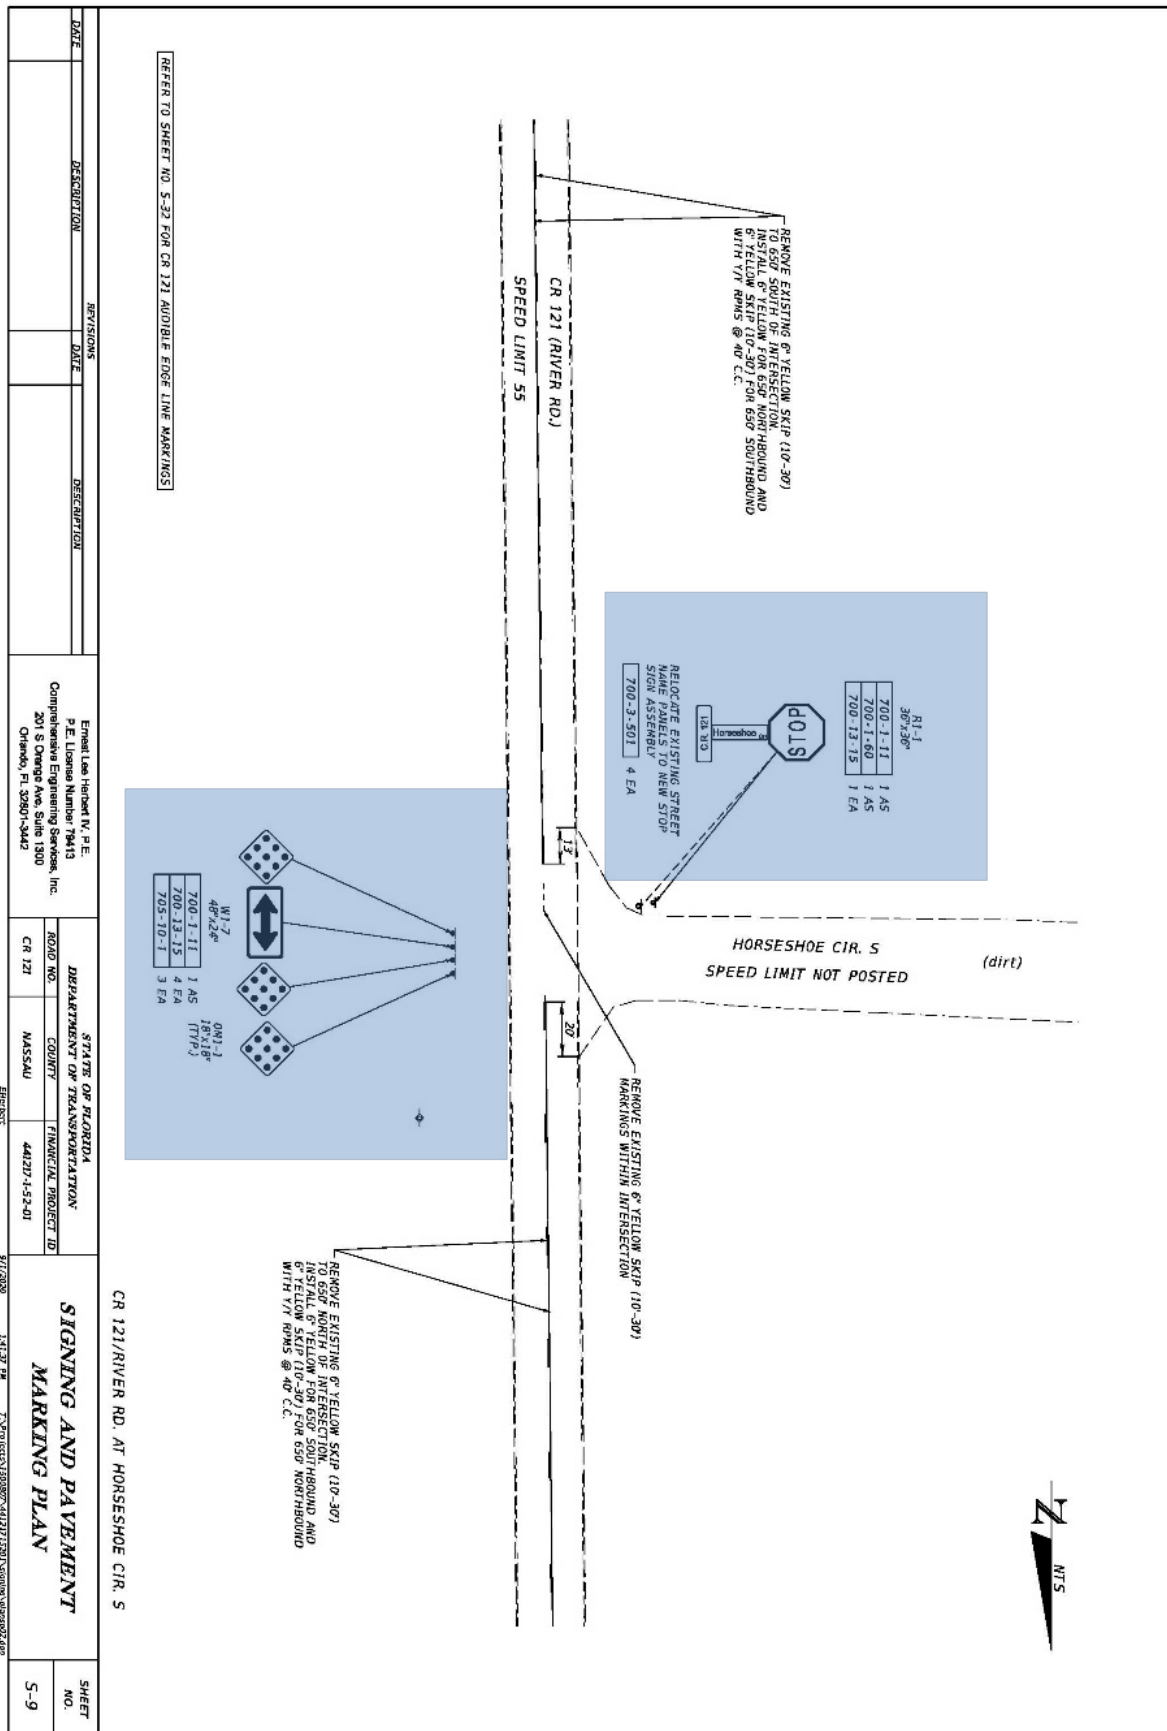 NTS
N
REMOVE EXISTING 6" YELLOW SKIP (10'-30')
TO 650' SOUTH OF INTERSECTION.
INSTALL 6" YELLOW FOR 650' NORTHBOUND AND
6" YELLOW SKIP (10'-30') FOR 650' SOUTHBOUND
WITH Y/Y RPMS @ 40' C.C.
R1-1
36"x36"
700-1-11 1 AS
700-1-60 1 AS
700-13-15 1 EA
STOP
Horseshoe
CR 121
RELOCATE EXISTING STREET
NAME PANELS TO NEW STOP
SIGN ASSEMBLY
700-3-501 4 EA
HORSESHOE CIR. S
SPEED LIMIT NOT POSTED
(dirt)
REMOVE EXISTING 6" YELLOW SKIP (10'-30')
MARKINGS WITHIN INTERSECTION
13'
20'
CR 121 (RIVER RD.)
SPEED LIMIT 55
REMOVE EXISTING 6" YELLOW SKIP (10'-30')
TO 650' NORTH OF INTERSECTION.
INSTALL 6" YELLOW FOR 650' SOUTHBOUND AND
6" YELLOW SKIP (10'-30') FOR 650' NORTHBOUND
WITH Y/Y RPMS @ 40' C.C.
W1-7
48"x24"
OM1-1
18"x18"
(TYP.)
700-1-11 1 AS
700-13-15 4 EA
705-10-1 3 EA
REFER TO SHEET NO. S-32 FOR CR 121 AUDIBLE EDGE LINE MARKINGS
CR 121/RIVER RD. AT HORSESHOE CIR. S
REVISIONS
DATE DESCRIPTION DATE DESCRIPTION
Ernest Lee Herbert IV, P.E.
P.E. License Number 79413
Comprehensive Engineering Services, Inc.
201 S Orange Ave, Suite 1300
Orlando, FL 32801-3442
STATE OF FLORIDA
DEPARTMENT OF TRANSPORTATION
ROAD NO. COUNTY FINANCIAL PROJECT ID
CR 121 NASSAU 441217-1-52-01
SIGNING AND PAVEMENT
MARKING PLAN
SHEET
NO.
S-9
EHerbert 9/1/2020 1:41:37 PM